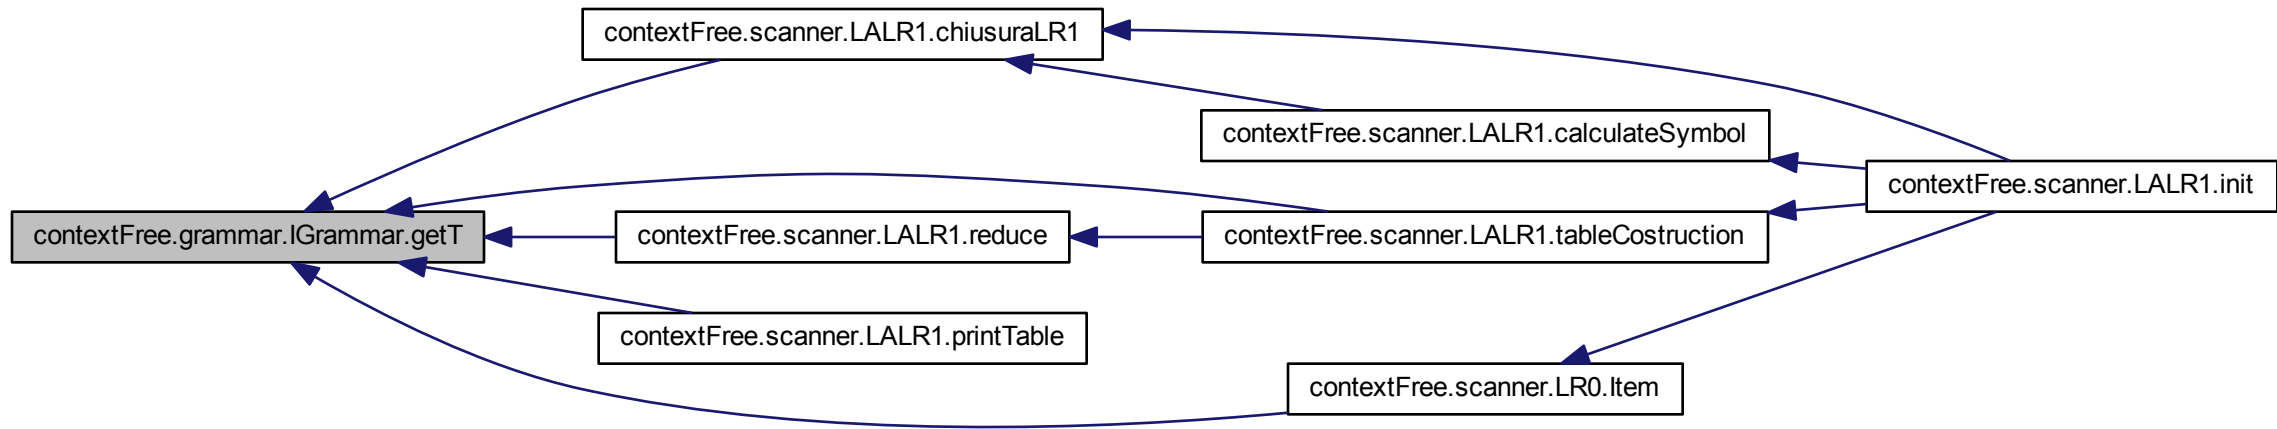 contextFree.scanner.LALR1.chiusuraLR1
contextFree.scanner.LALR1.calculateSymbol
contextFree.scanner.LALR1.init
contextFree.grammar.IGrammar.getT
contextFree.scanner.LALR1.reduce
contextFree.scanner.LALR1.tableCostruction
contextFree.scanner.LALR1.printTable
contextFree.scanner.LR0.Item